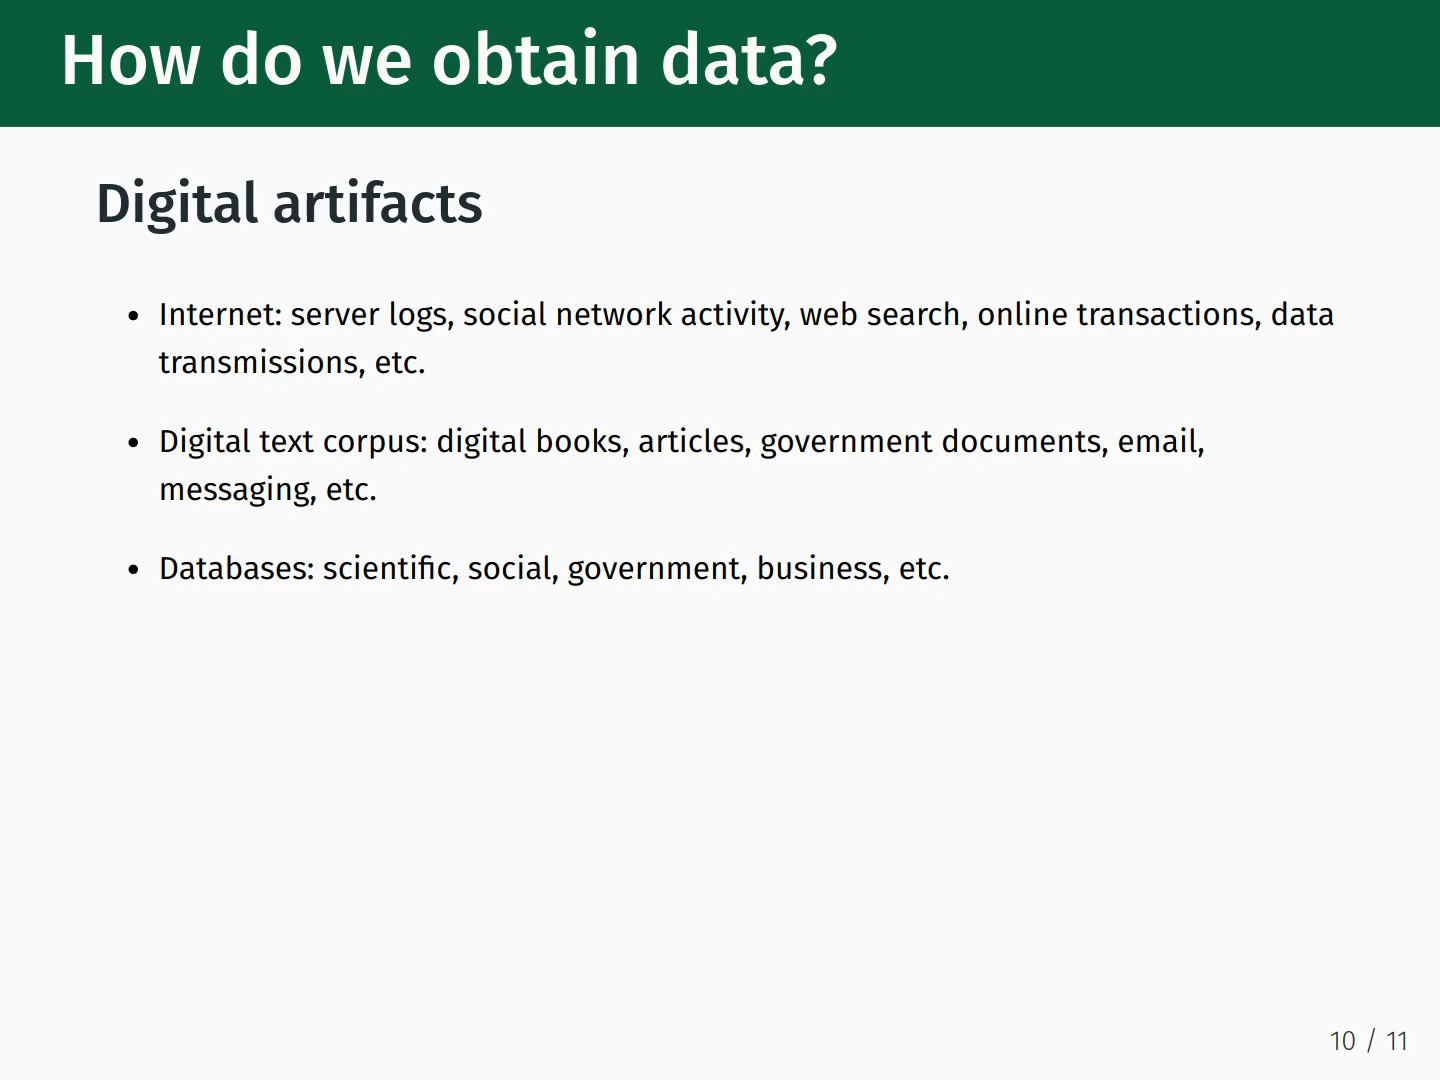 How do we obtain data?
Digital artifacts
• Internet: server logs, social network activity, web search, online transactions, data
transmissions, etc.
• Digital text corpus: digital books, articles, government documents, email,
messaging, etc.
• Databases: scientific, social, government, business, etc.
10 / 11